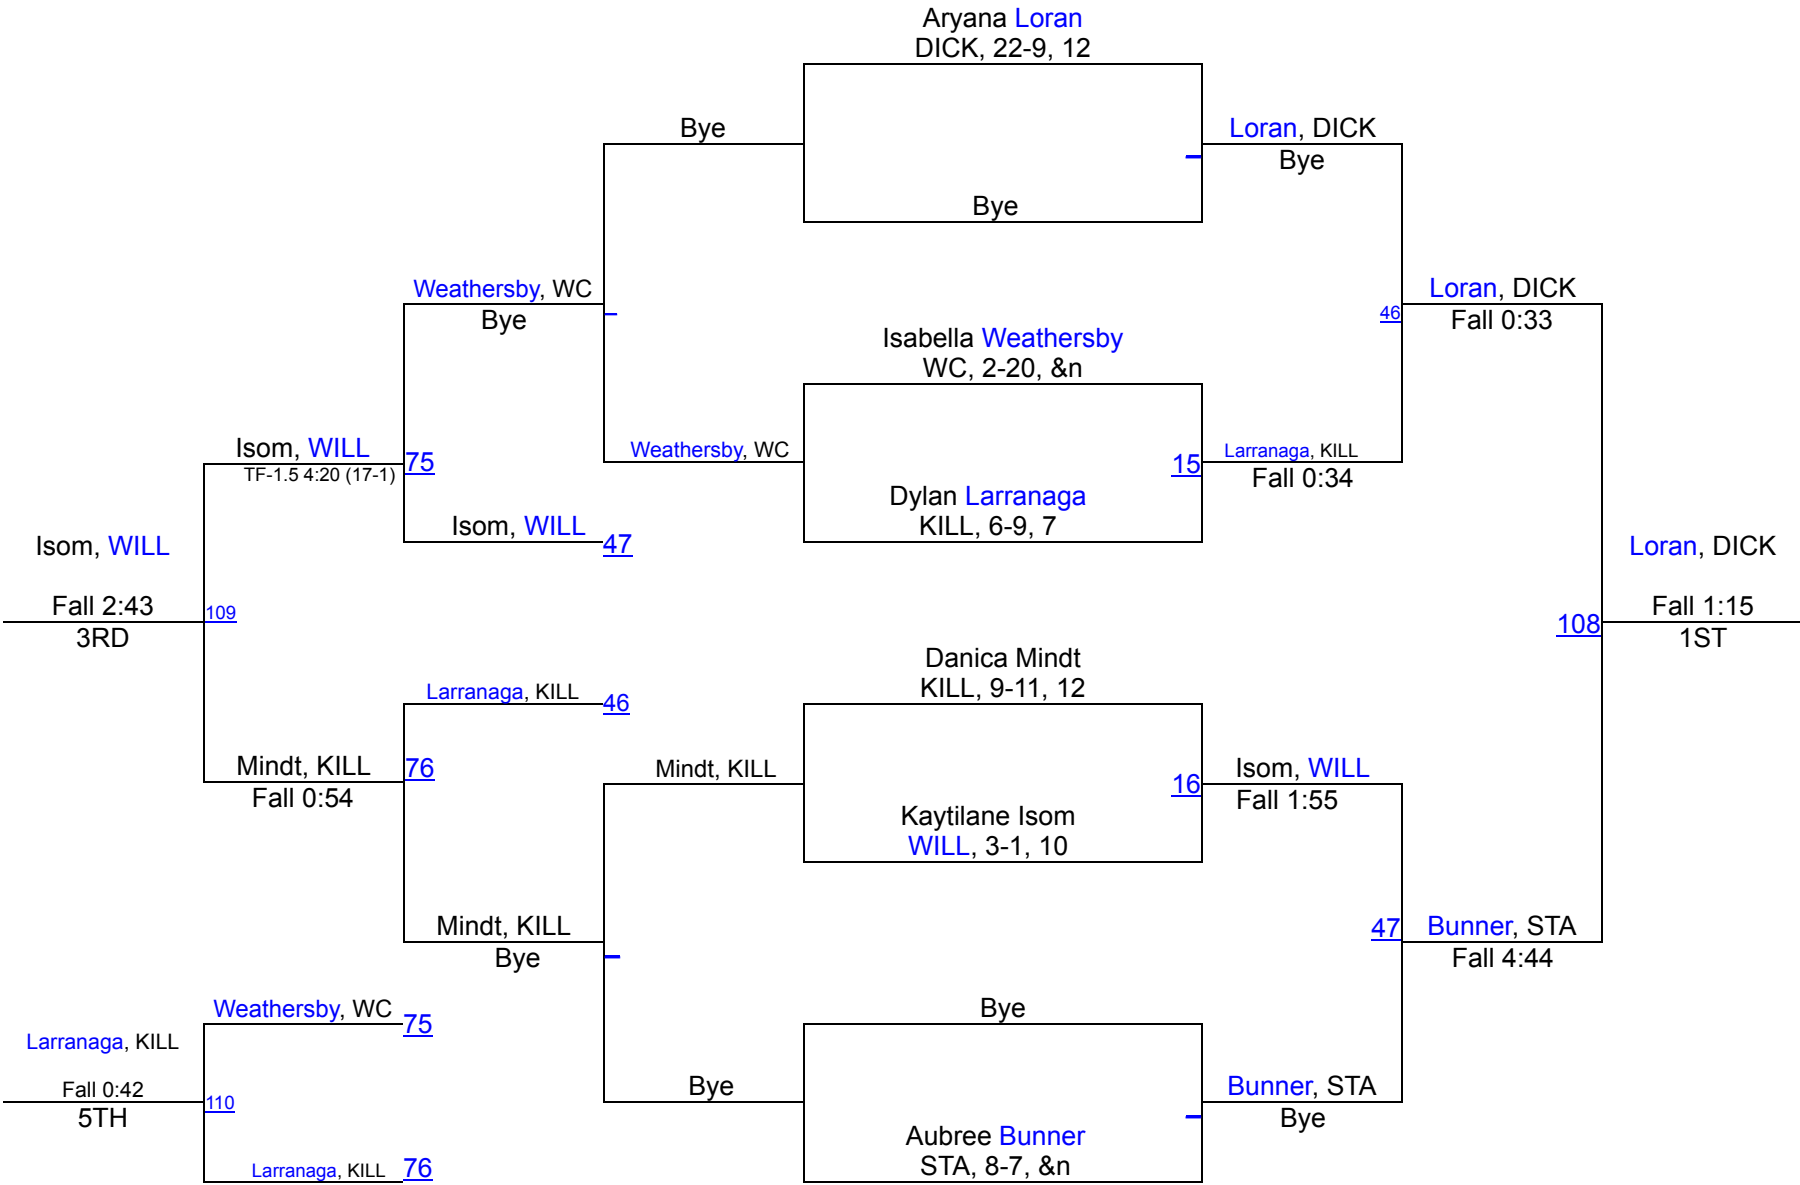 Aryana Loran
DICK, 22-9, 12
Bye
Loran, DICK
Bye
Bye
Weathersby, WC
Bye
Loran, DICK
46
Fall 0:33
Isabella Weathersby
WC, 2-20, &n
Isom, WILL
75
TF-1.5 4:20 (17-1)
Weathersby, WC
15
Larranaga, KILL
Fall 0:34
Dylan Larranaga
KILL, 6-9, 7
Isom, WILL
47
Isom, WILL
Fall 2:43
109
3RD
Loran, DICK
Fall 1:15
108
1ST
Danica Mindt
KILL, 9-11, 12
Larranaga, KILL
46
Mindt, KILL
76
Fall 0:54
Mindt, KILL
16
Isom, WILL
Fall 1:55
Kaytilane Isom
WILL, 3-1, 10
Mindt, KILL
Bye
47
Bunner, STA
Fall 4:44
Weathersby, WC
75
Bye
Larranaga, KILL
Fall 0:42
110
5TH
Bye
Bunner, STA
Bye
Aubree Bunner
STA, 8-7, &n
Larranaga, KILL
76